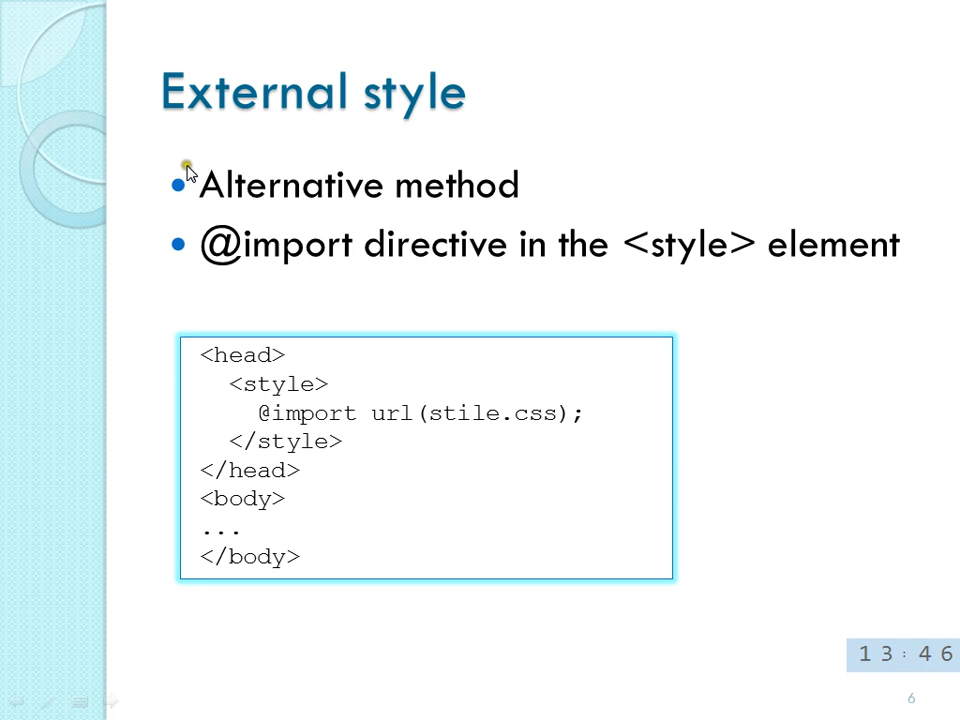 External style
Alternative method
@import directive in the <style> element
<head>
<style>
@import url(stile.css);
</style>
</head>
<body>
...
</body>
13:46
6